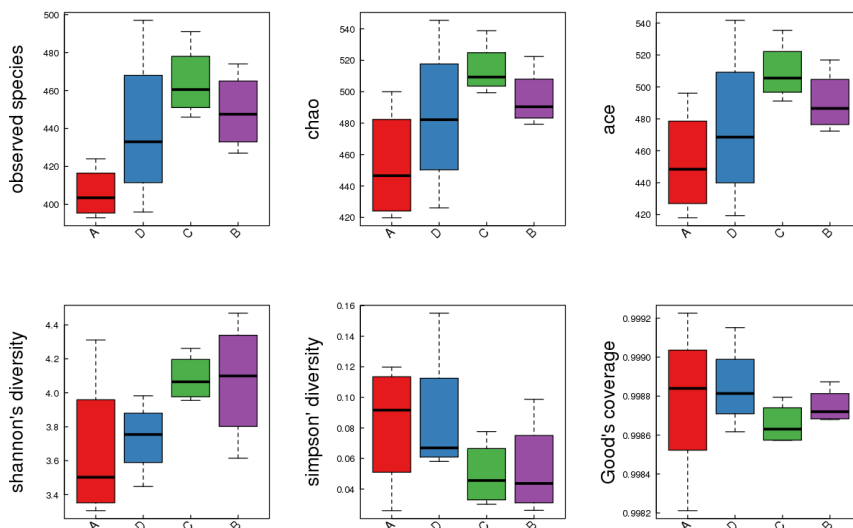 observed species
500
480
460
440
420
400
A
D
C
B
chao
540
520
500
480
460
440
420
A
D
C
B
ace
540
520
500
480
460
440
420
A
D
C
B
shannon's diversity
4.4
4.2
4.0
3.8
3.6
3.4
A
D
C
B
simpson' diversity
0.16
0.14
0.12
0.10
0.08
0.06
0.04
A
D
C
B
Good's coverage
0.9992
0.9990
0.9988
0.9986
0.9984
0.9982
A
D
C
B